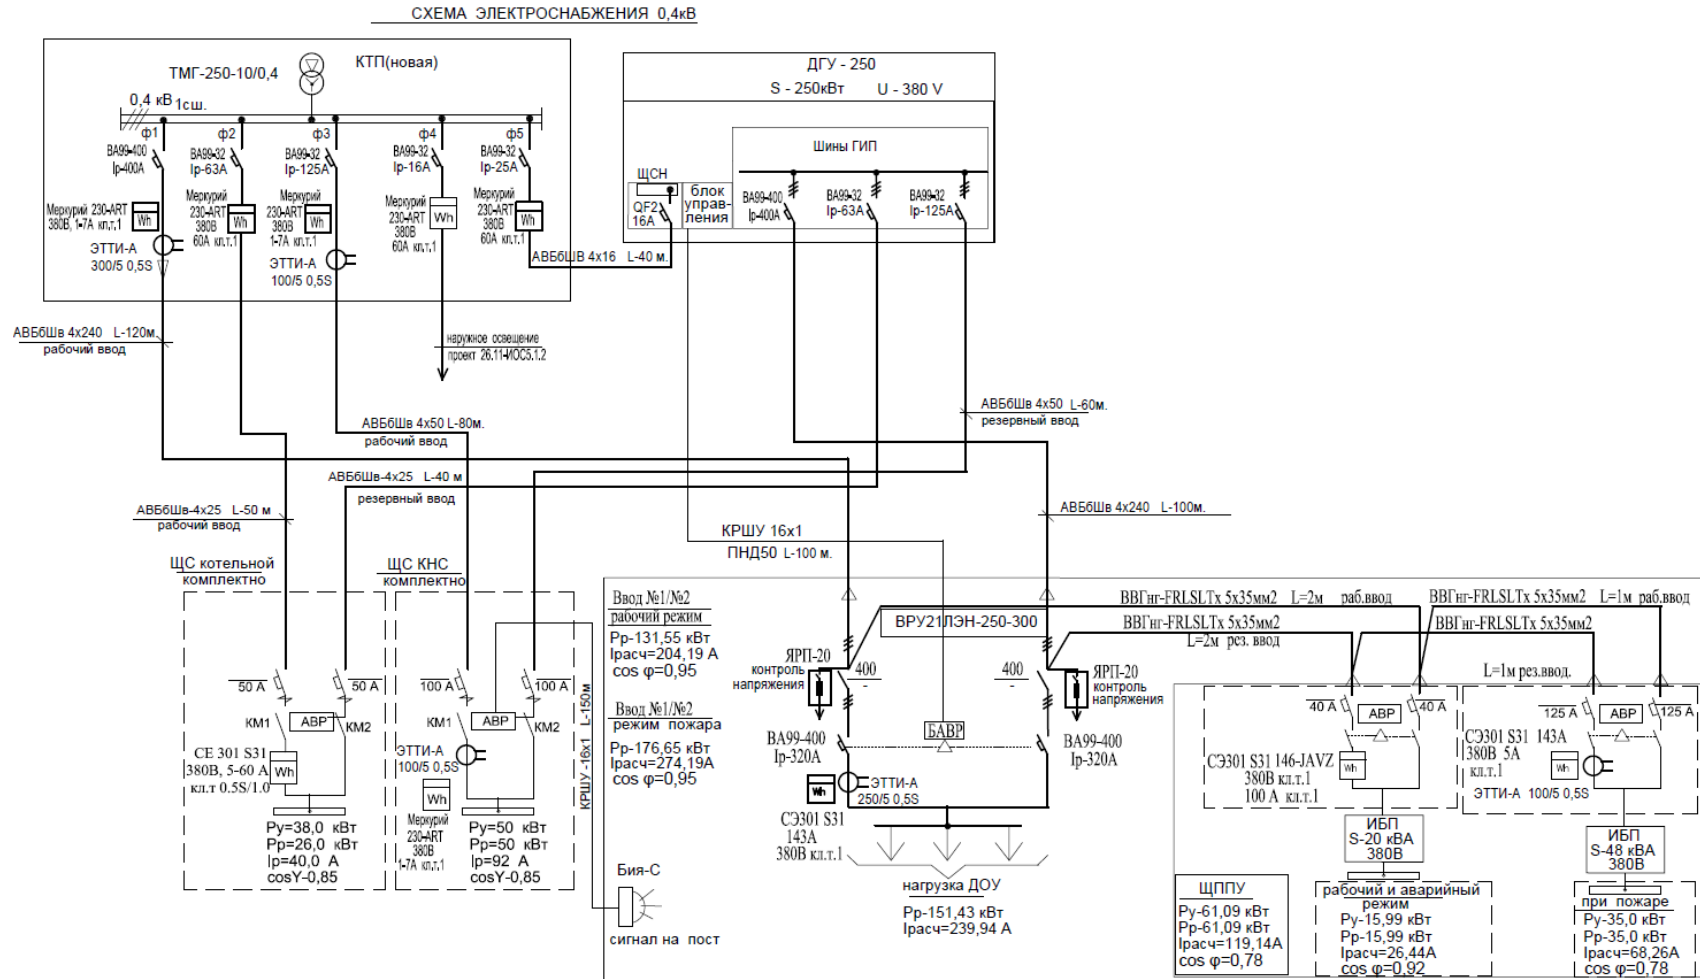 СХЕМА ЭЛЕКТРОСНАБЖЕНИЯ 0,4кВ
ТМГ-250-10/0,4
КТП(новая)
0,4 кВ 1сш.
ф1
ф2
ф3
ф4
ф5
ВА99-400
Iр-400А
ВА99-32
Iр-63А
ВА99-32
Iр-125А
ВА99-32
Iр-16А
ВА99-32
Iр-25А
Меркурий 230-ART
380В, 1-7А кл.т.1
Wh
Меркурий
230-ART
380В
60А кл.т.1
Wh
Меркурий
230-ART
380В
1-7А кл.т.1
Wh
Меркурий
230-ART
380В
60А кл.т.1
Wh
Меркурий
230-ART
380В
60А кл.т.1
Wh
ЭТТИ-А
300/5 0,5S
ЭТТИ-А
100/5 0,5S
ДГУ - 250
S - 250кВт U - 380 V
Шины ГИП
ЩСН
QF2
16А
блок
управ-
ления
ВА99-400
Iр-400А
ВА99-32
Iр-63А
ВА99-32
Iр-125А
АВБбШВ 4х16 L-40 м.
АВБбШв 4х240 L-120м.
рабочий ввод
наружное освещение
проект 26.11-ИОС5.1.2
АВБбШв 4х50 L-80м.
рабочий ввод
АВБбШв 4х50 L-60м.
резервный ввод
АВБбШв-4х25 L-40 м
резервный ввод
АВБбШв-4х25 L-50 м
рабочий ввод
АВБбШв 4х240 L-100м.
КРШУ 16х1
ПНД50 L-100 м.
ЩС котельной
комплектно
50 А
50 А
КМ1
АВР
КМ2
СЕ 301 S31
380В, 5-60 А
кл.т 0.5S/1.0
Wh
Ру=38,0 кВт
Рр=26,0 кВт
Iр=40,0 А
cosY-0,85
ЩС КНС
комплектно
100 А
100 А
КМ1
АВР
КМ2
ЭТТИ-А
100/5 0,5S
Wh
Меркурий
230-ART
380В
1-7А кл.т.1
Ру=50 кВт
Рр=50 кВт
Iр=92 А
cosY-0,85
КРШУ -16х1 L-150м
Бия-С
сигнал на пост
Ввод №1/№2
рабочий режим
Рр-131,55 кВт
Iрасч=204,19 А
cos φ=0,95
Ввод №1/№2
режим пожара
Рр-176,65 кВт
Iрасч=274,19А
cos φ=0,95
ВРУ21ЛЭН-250-300
ЯРП-20
контроль
напряжения
400
400
ЯРП-20
контроль
напряжения
БАВР
ВА99-400
Iр-320А
ВА99-400
Iр-320А
Wh
ЭТТИ-А
250/5 0,5S
СЭ301 S31
143А
380В кл.т.1
нагрузка ДОУ
Рр-151,43 кВт
Iрасч=239,94 А
ВВГнг-FRLSLTx 5х35мм2 L=2м раб.ввод
ВВГнг-FRLSLTx 5х35мм2
L=2м рез. ввод
ВВГнг-FRLSLTx 5х35мм2 L=1м раб.ввод
ВВГнг-FRLSLTx 5х35мм2
L=1м рез.ввод.
40 А
АВР
40 А
СЭ301 S31 146-JAVZ
380В кл.т.1
100 А кл.т.1
Wh
ИБП
S-20 кВА
380В
125 А
АВР
125 А
СЭ301 S31 143А
380В 5А
кл.т.1
Wh
ЭТТИ-А 100/5 0,5S
ИБП
S-48 кВА
380В
ЩППУ
Ру-61,09 кВт
Рр-61,09 кВт
Iрасч=119,14А
cos φ=0,78
рабочий и аварийный
режим
Ру-15,99 кВт
Рр-15,99 кВт
Iрасч=26,44А
cos φ=0,92
при пожаре
Ру-35,0 кВт
Рр-35,0 кВт
Iрасч=68,26А
cos φ=0,78